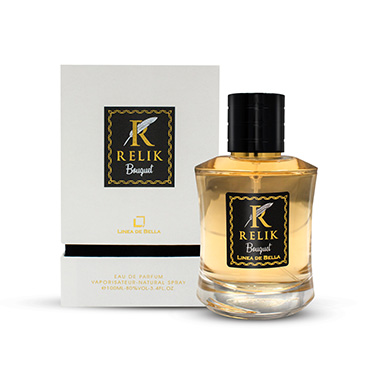 K
RELIK
Bouquet
LINEA DE BELLA
EAU DE PARFUM
VAPORISATEUR-NATURAL SPRAY
K
RELIK
Bouquet
LINEA DE BELLA